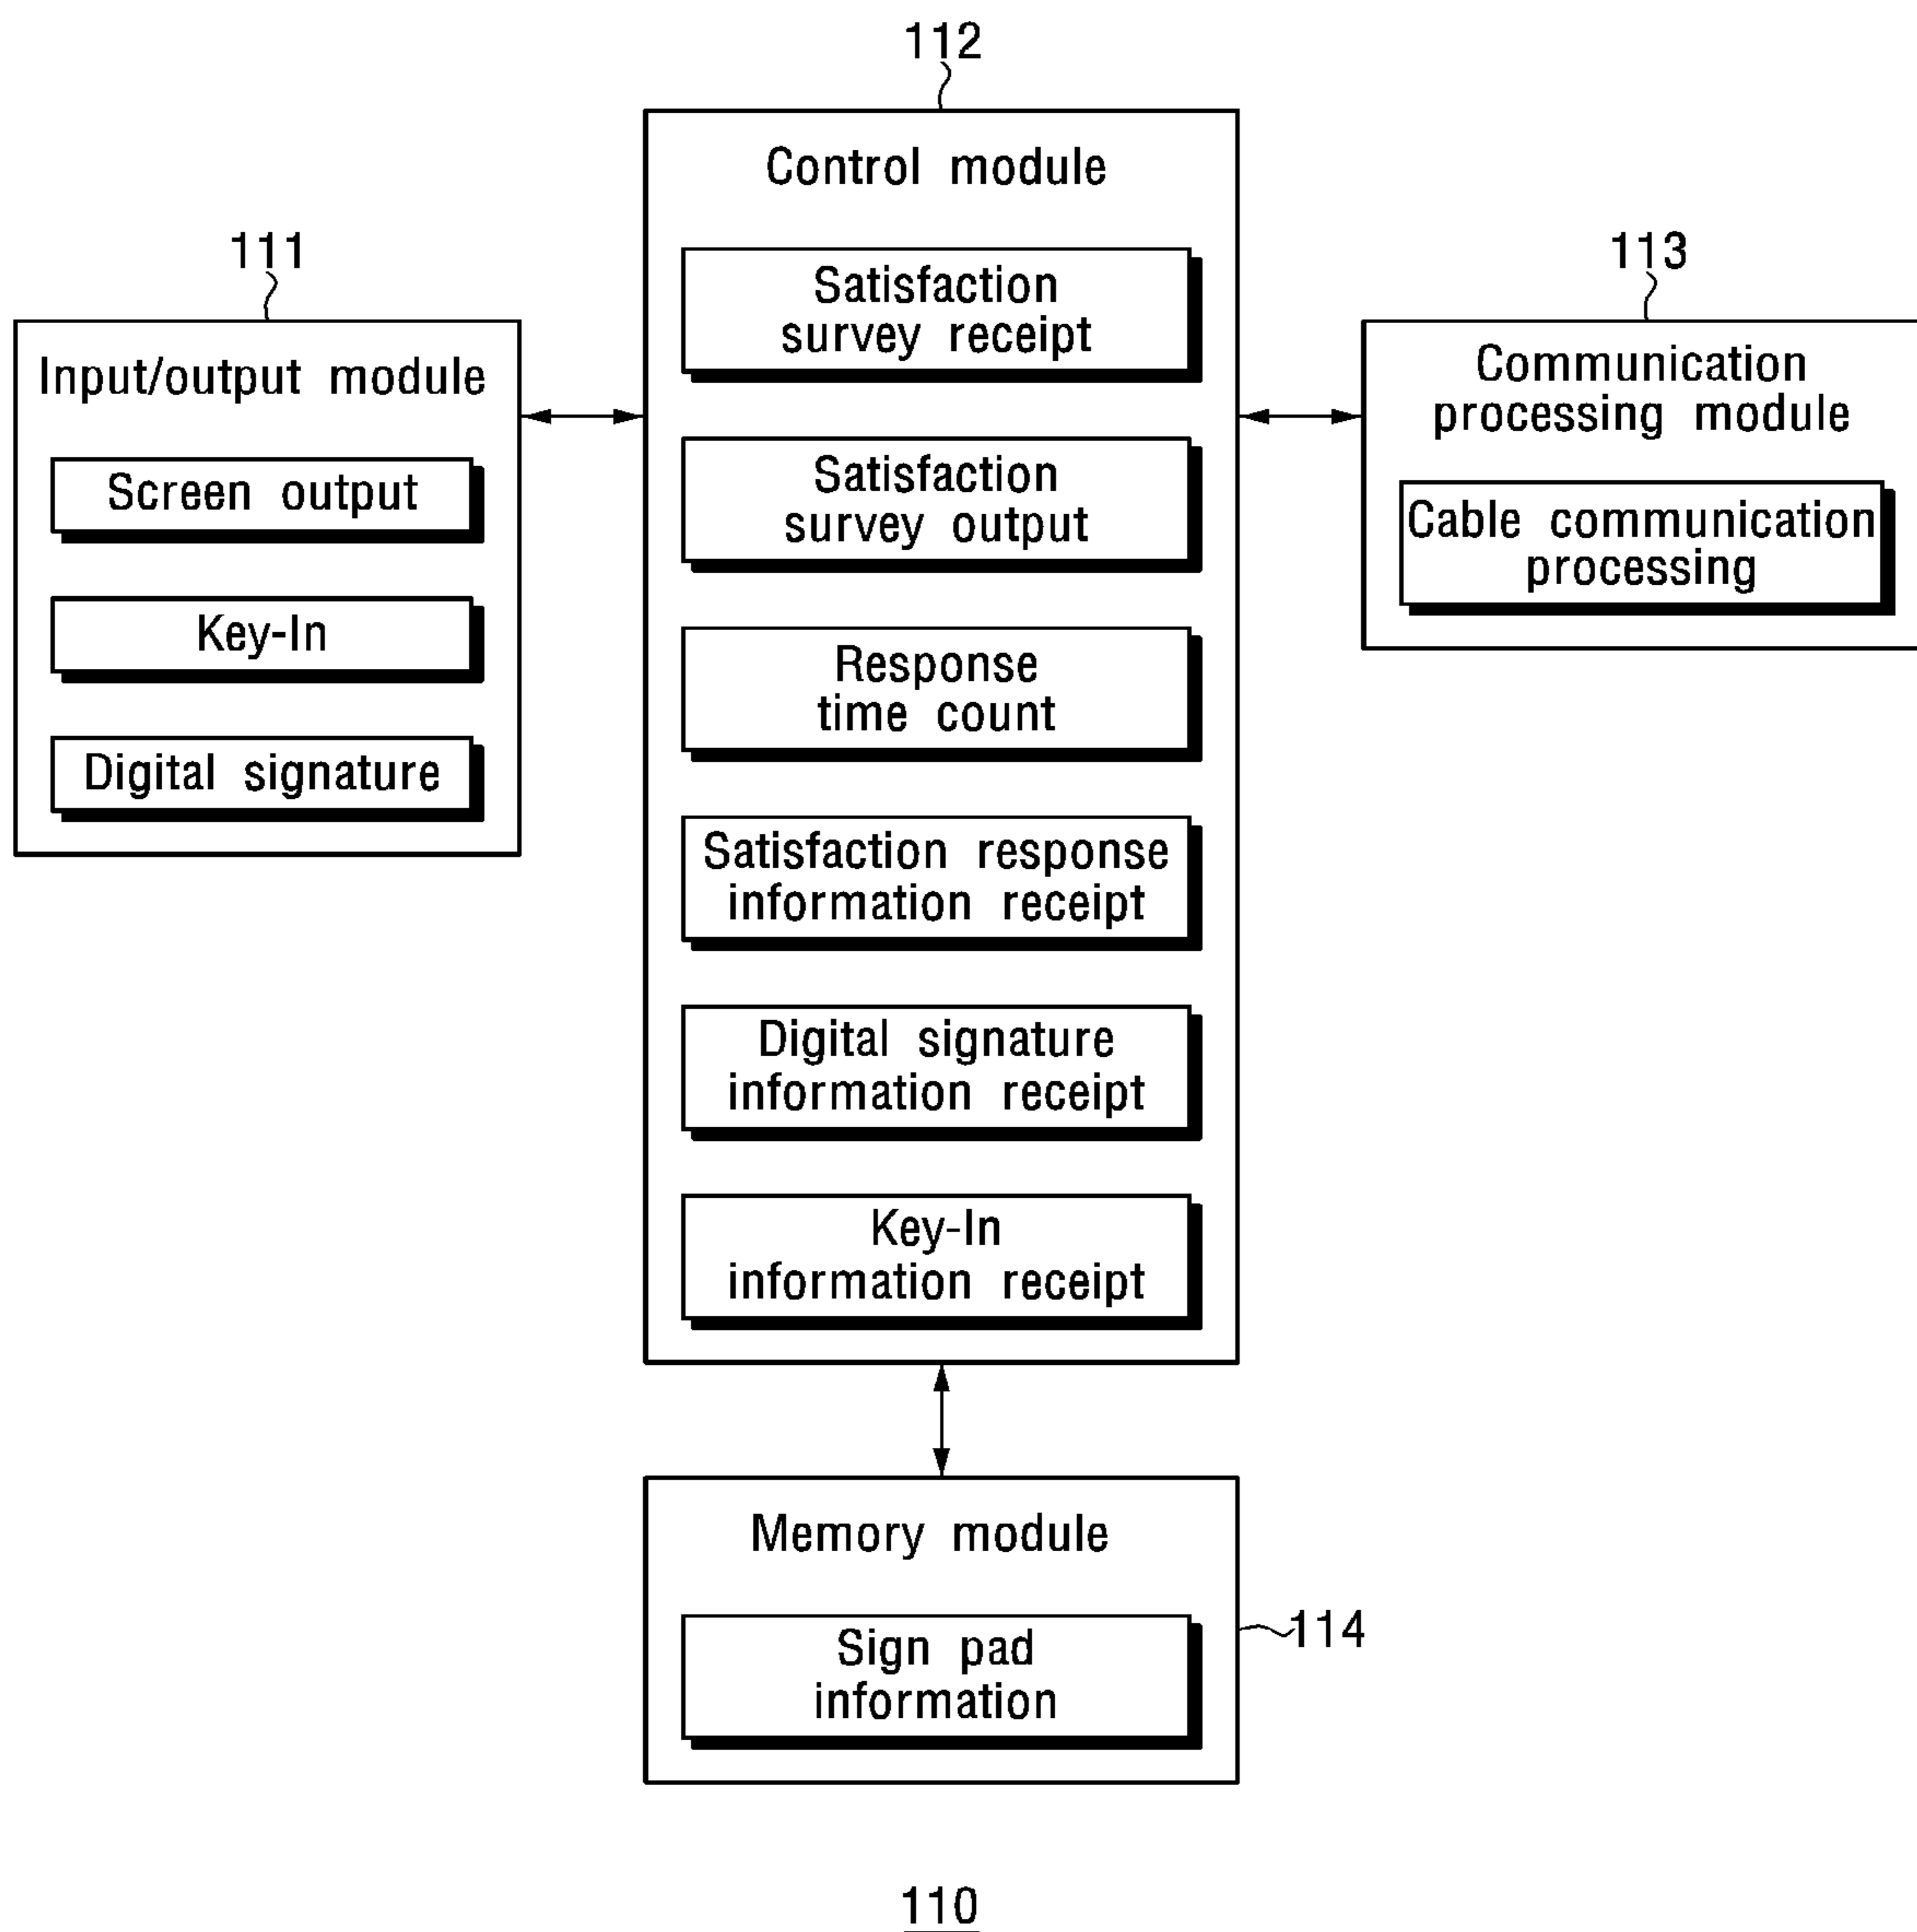 112
Control module
Satisfaction
survey receipt
Satisfaction
survey output
Response
time count
Satisfaction response
information receipt
Digital signature
information receipt
Key-In
information receipt
111
Input/output module
Screen output
Key-In
Digital signature
113
Communication
processing module
Cable communication
processing
Memory module
Sign pad
information
114
110